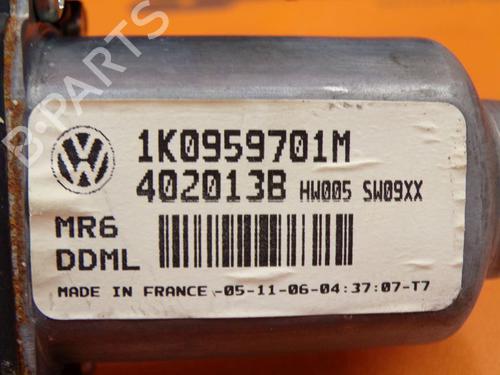 B-PARTS
1K0959701M
402013B HW005 SW09XX
MR6
DDML
MADE IN FRANCE -05-11-06-04:37:07-T7